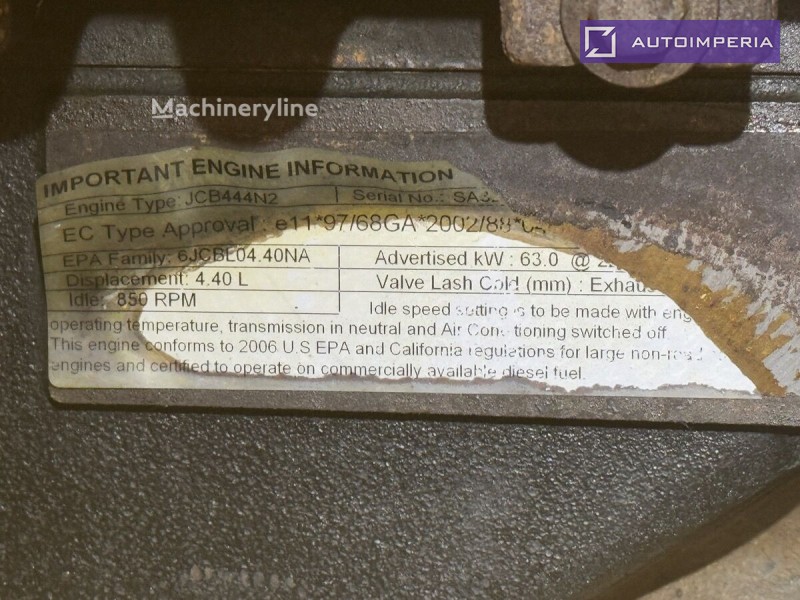 AUTOIMPERIA
Machineryline
IMPORTANT ENGINE INFORMATION
Engine Type: JCB444N2 Serial No.: SA32
EC Type Approval : e11*97/68GA*2002/88*
EPA Family: 6JCBL04.40NA Advertised kW : 63.0 @
Displacement: 4.40 L Valve Lash Cold (mm) : Exhaus
Idle: 850 RPM
Idle speed setting is to be made with eng
operating temperature, transmission in neutral and Air Conditioning switched off.
This engine conforms to 2006 U.S EPA and California regulations for large non-road
engines and certified to operate on commercially available diesel fuel.